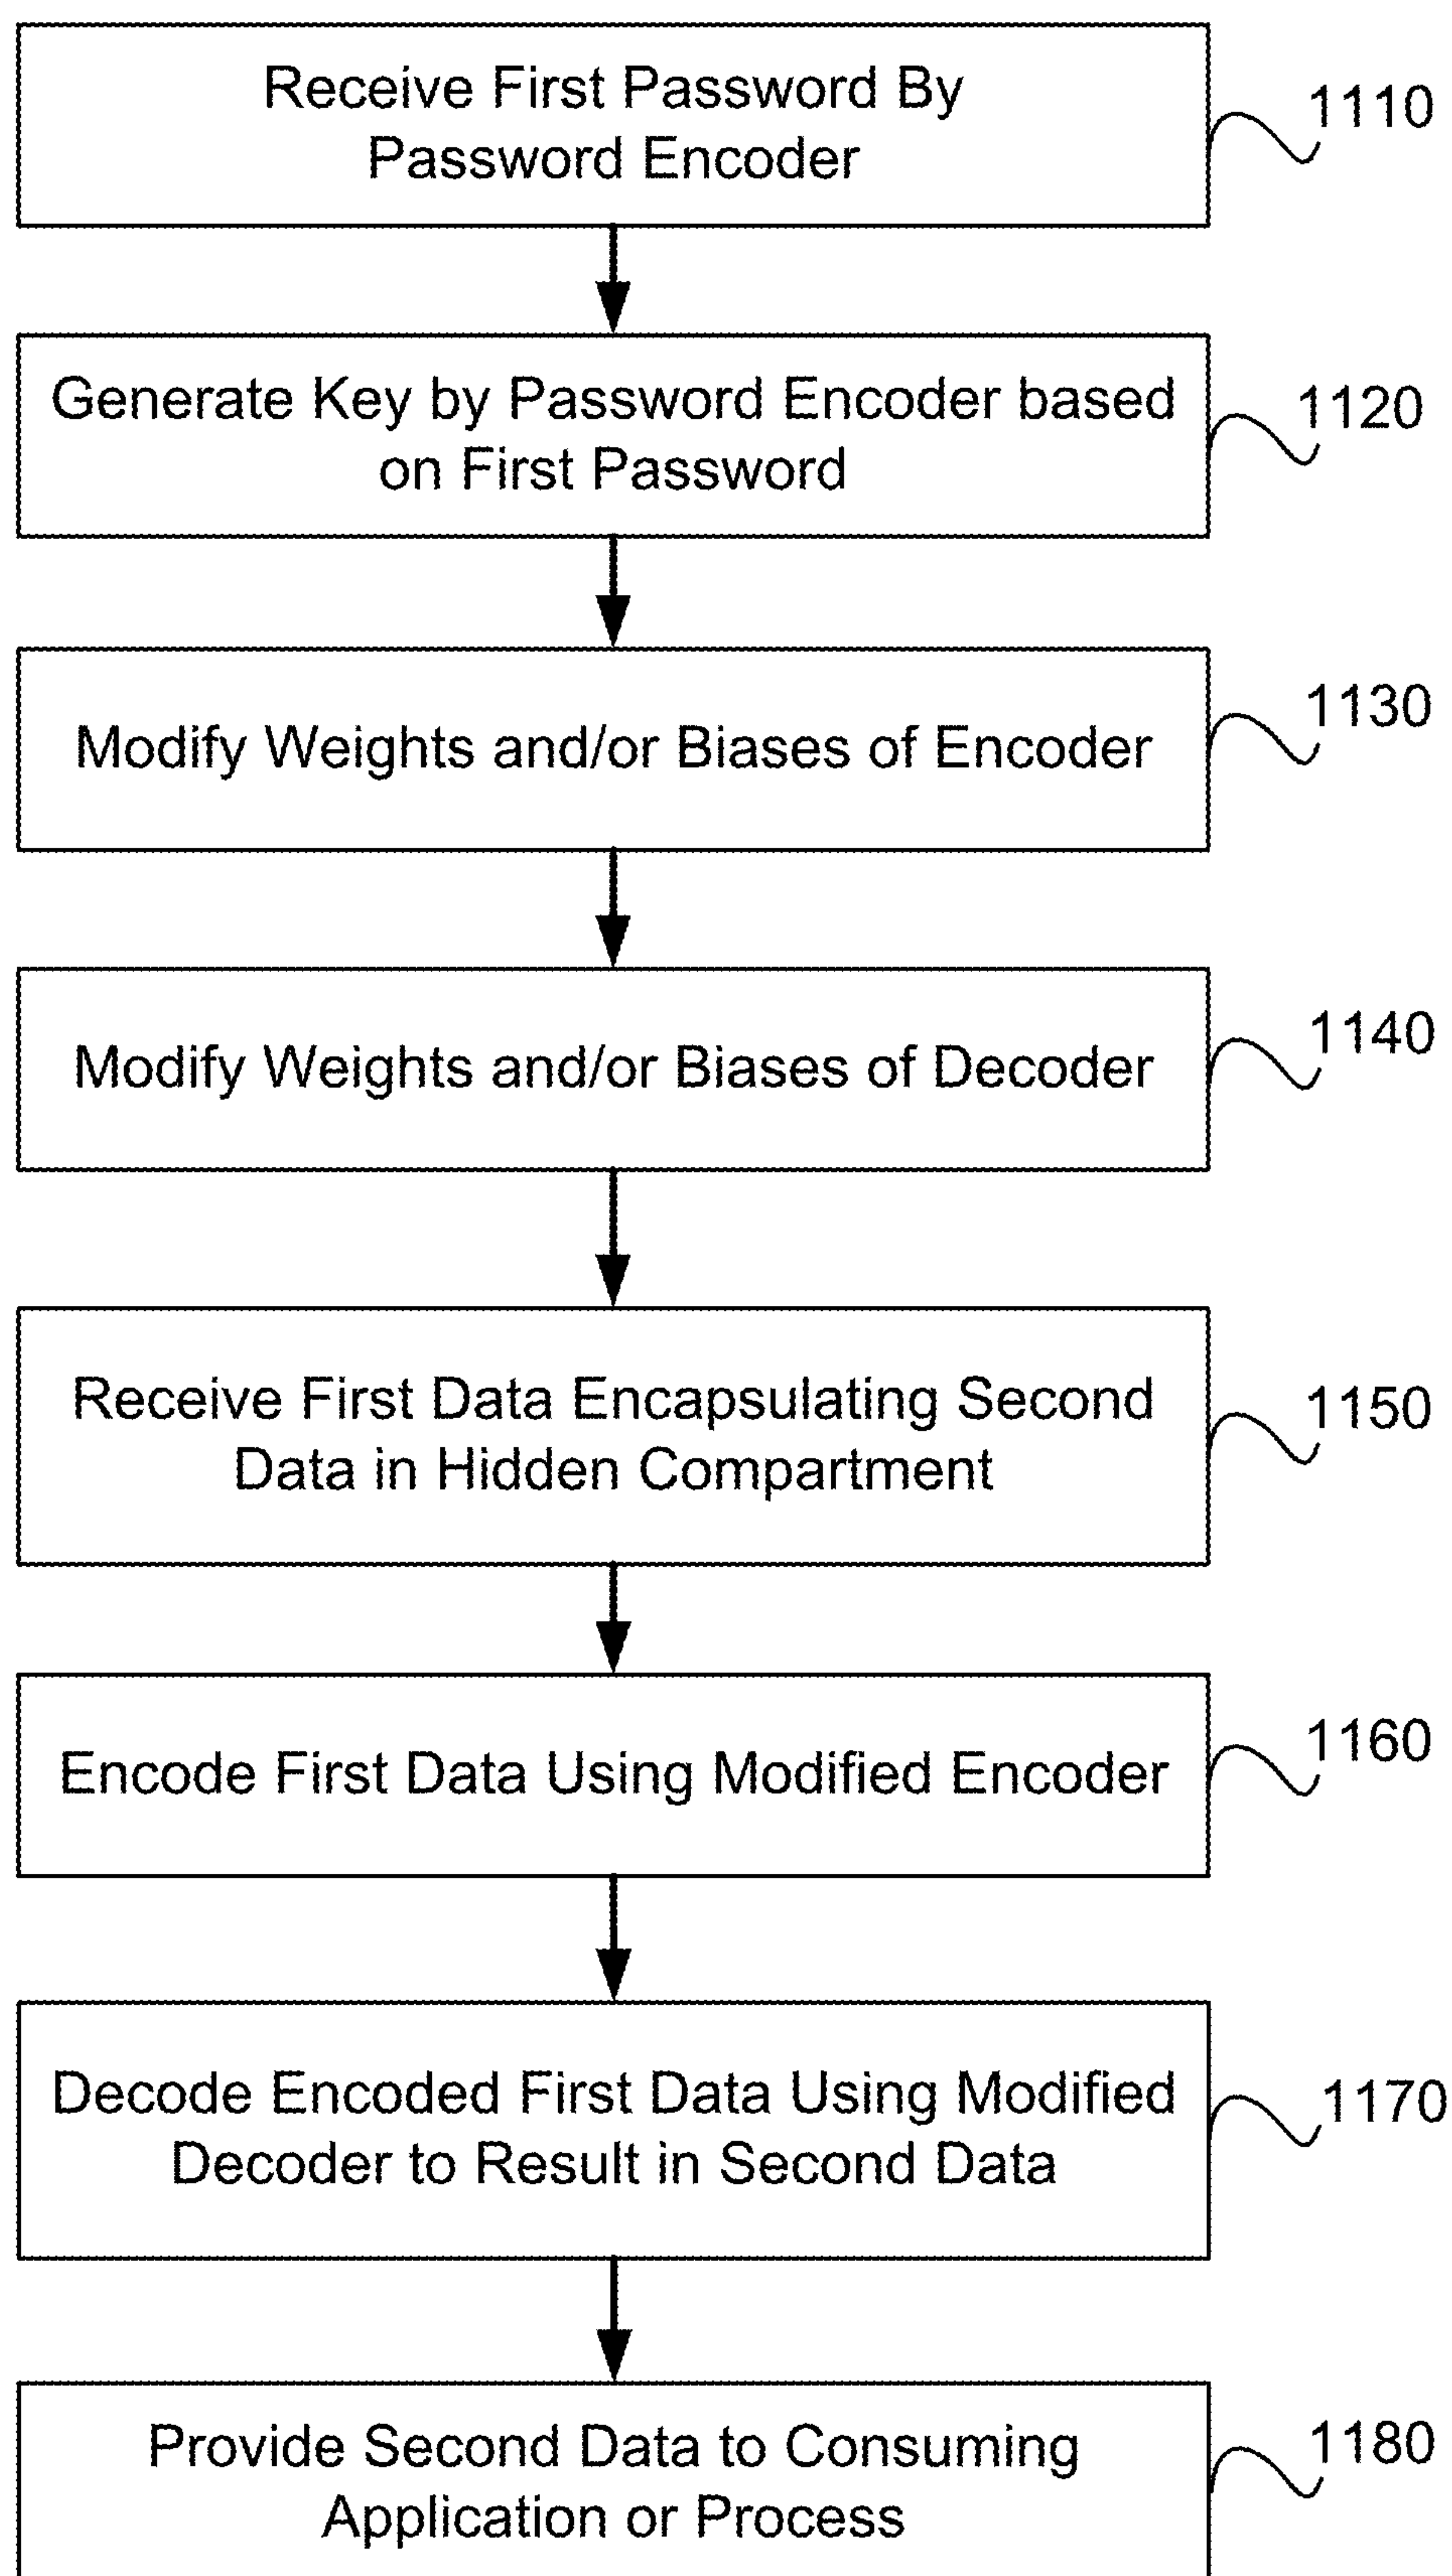 Receive First Password By
Password Encoder
1110
Generate Key by Password Encoder based
on First Password
1120
Modify Weights and/or Biases of Encoder
1130
Modify Weights and/or Biases of Decoder
1140
Receive First Data Encapsulating Second
Data in Hidden Compartment
1150
Encode First Data Using Modified Encoder
1160
Decode Encoded First Data Using Modified
Decoder to Result in Second Data
1170
Provide Second Data to Consuming
Application or Process
1180